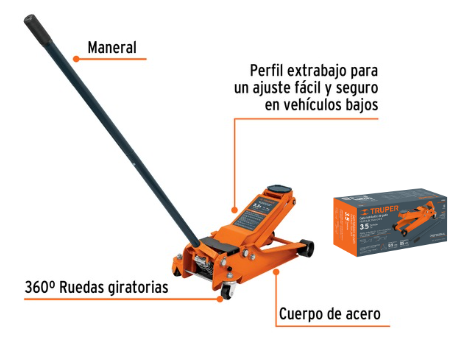 Maneral
Perfil extrabajo para
un ajuste fácil y seguro
en vehículos bajos
TRUPER
3.5
360º Ruedas giratorias
Cuerpo de acero